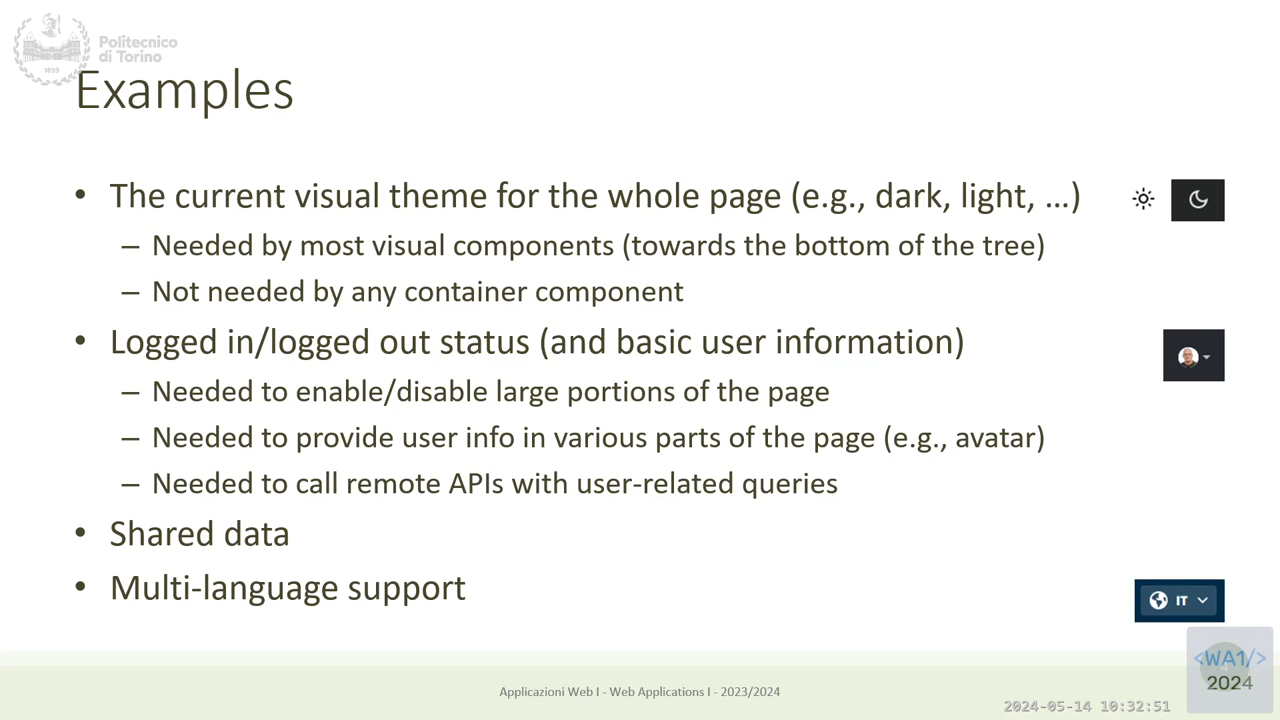 Politecnico
di Torino
1859
Examples
• The current visual theme for the whole page (e.g., dark, light, …)
– Needed by most visual components (towards the bottom of the tree)
– Not needed by any container component
• Logged in/logged out status (and basic user information)
– Needed to enable/disable large portions of the page
– Needed to provide user info in various parts of the page (e.g., avatar)
– Needed to call remote APIs with user-related queries
• Shared data
• Multi-language support
IT
Applicazioni Web I - Web Applications I - 2023/2024
<WA1/>
2024
2024-05-14 10:32:51